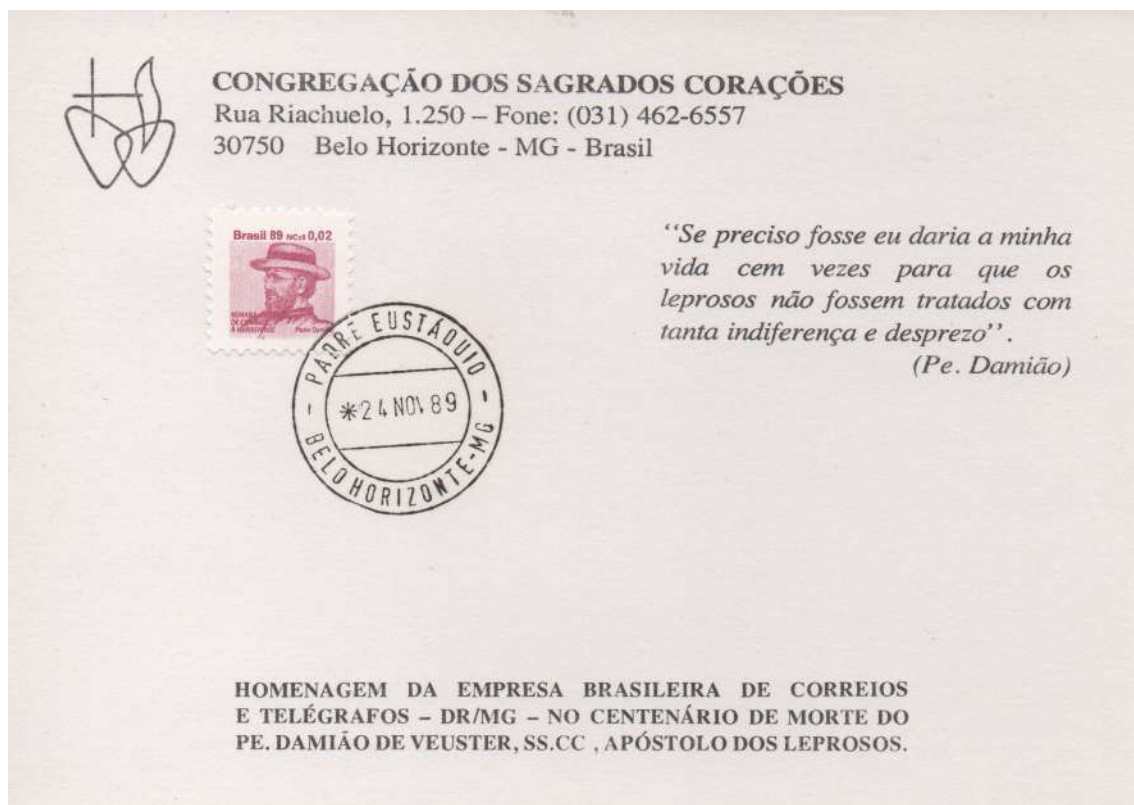 CONGREGAÇÃO DOS SAGRADOS CORAÇÕES
Rua Riachuelo, 1.250 – Fone: (031) 462-6557
30750 Belo Horizonte - MG - Brasil
Brasil 89 NCz$ 0,02
"Se preciso fosse eu daria a minha
vida cem vezes para que os
leprosos não fossem tratados com
tanta indiferença e desprezo".
(Pe. Damião)
PADRE EUSTÁQUIO
*24 NOV 89
BELO HORIZONTE-MG
HOMENAGEM DA EMPRESA BRASILEIRA DE CORREIOS
E TELÉGRAFOS – DR/MG – NO CENTENÁRIO DE MORTE DO
PE. DAMIÃO DE VEUSTER, SS.CC , APÓSTOLO DOS LEPROSOS.